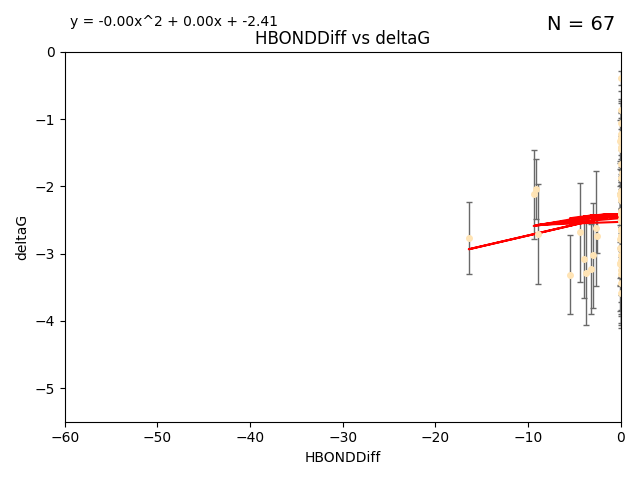 y = -0.00x^2 + 0.00x + -2.41
N = 67
HBONDDiff vs deltaG
0
−1
−2
−3
−4
−5
deltaG
−60
−50
−40
−30
−20
−10
0
HBONDDiff